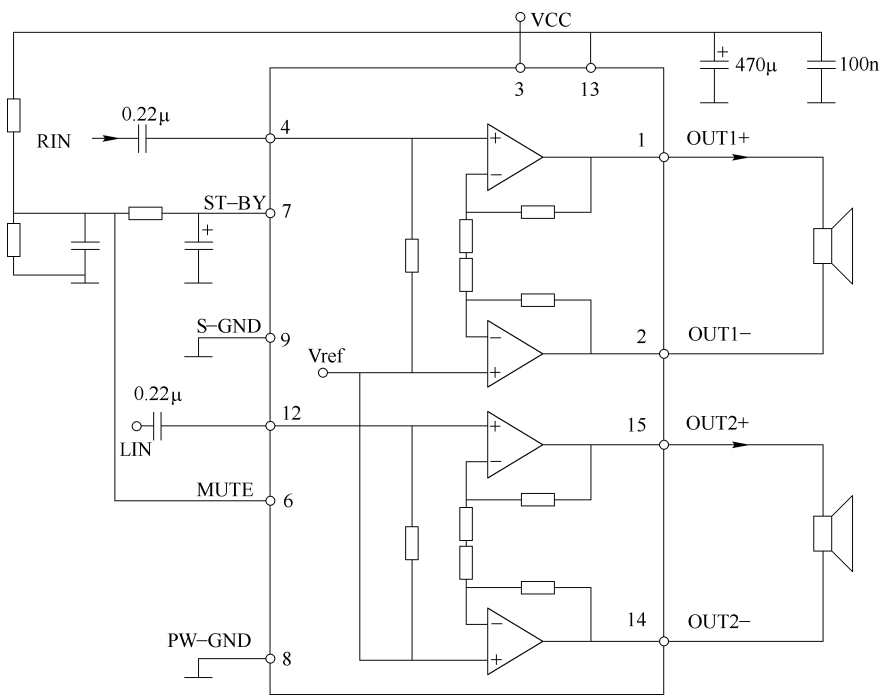 VCC
470μ
100n
3
13
0.22μ
RIN
4
1
OUT1+
+
−
ST−BY
7
+
S−GND
9
Vref
−
+
2
OUT1−
0.22μ
LIN
12
+
−
15
OUT2+
MUTE
6
PW−GND
8
−
+
14
OUT2−
+